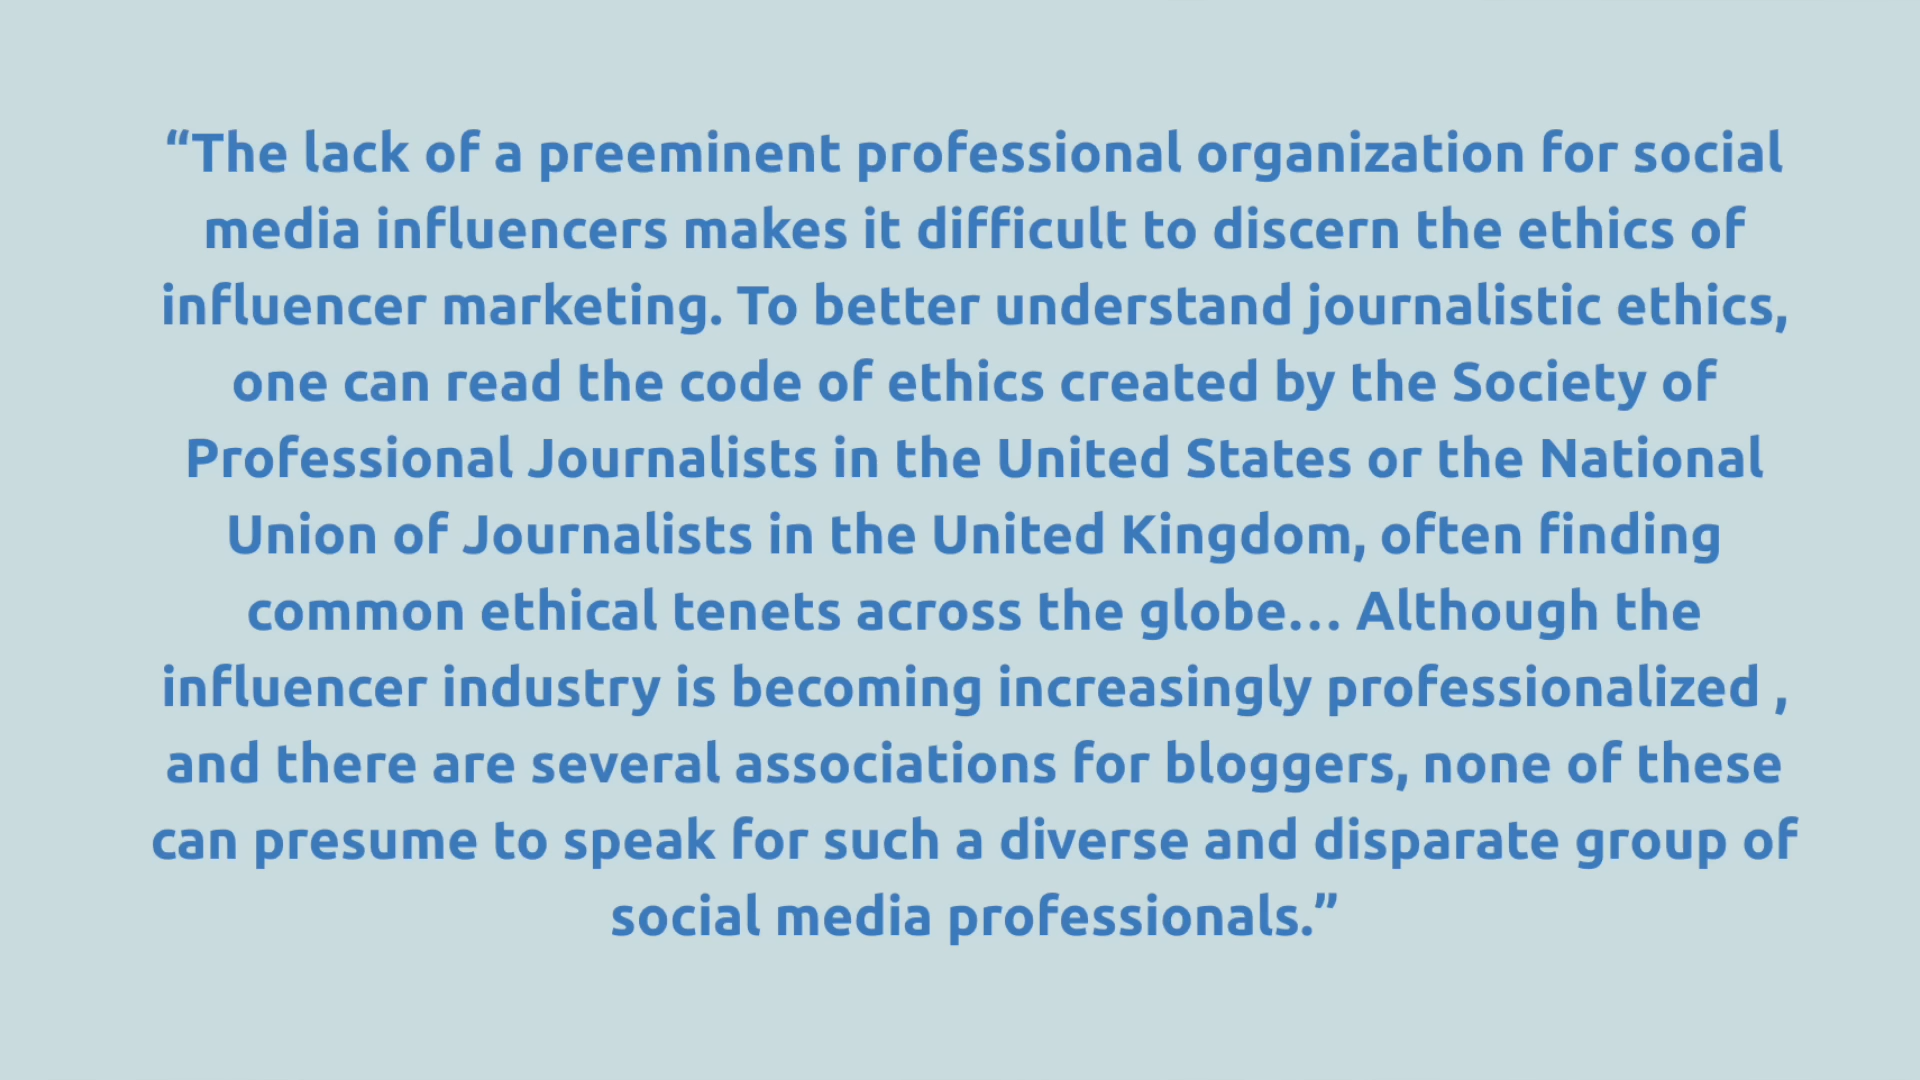 “The lack of a preeminent professional organization for social
media influencers makes it difficult to discern the ethics of
influencer marketing. To better understand journalistic ethics,
one can read the code of ethics created by the Society of
Professional Journalists in the United States or the National
Union of Journalists in the United Kingdom, often finding
common ethical tenets across the globe… Although the
influencer industry is becoming increasingly professionalized ,
and there are several associations for bloggers, none of these
can presume to speak for such a diverse and disparate group of
social media professionals.”